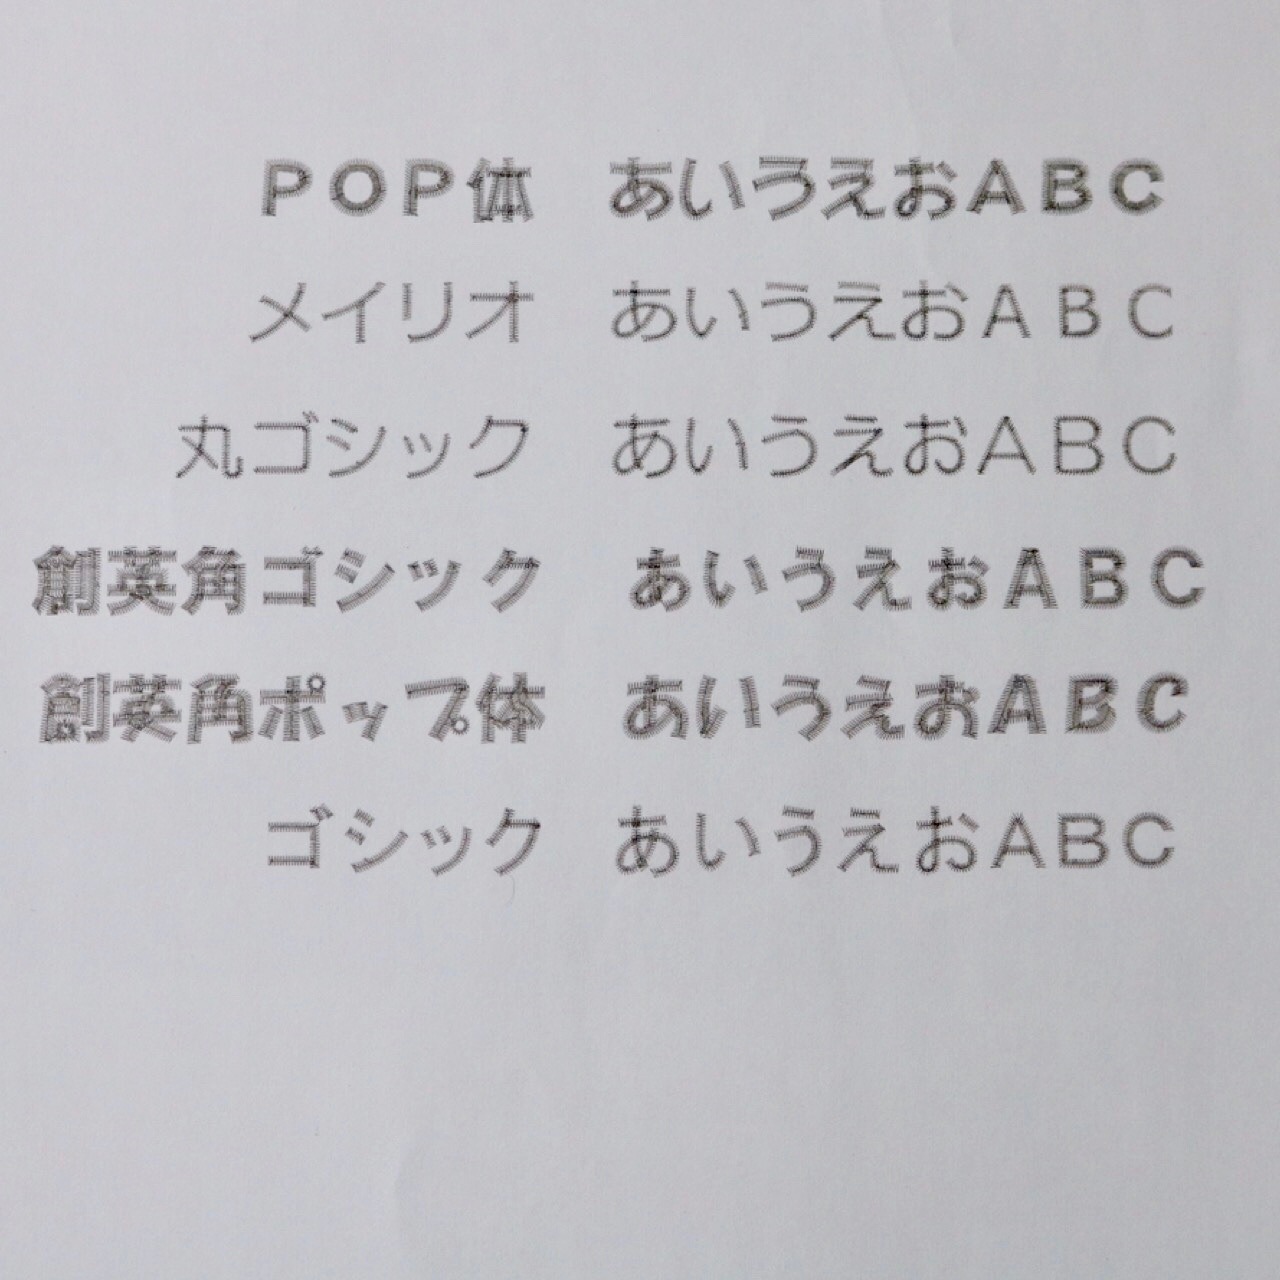 POP体　あいうえおABC
メイリオ　あいうえおABC
丸ゴシック　あいうえおABC
創英角ゴシック　あいうえおABC
創英角ポップ体　あいうえおABC
ゴシック　あいうえおABC